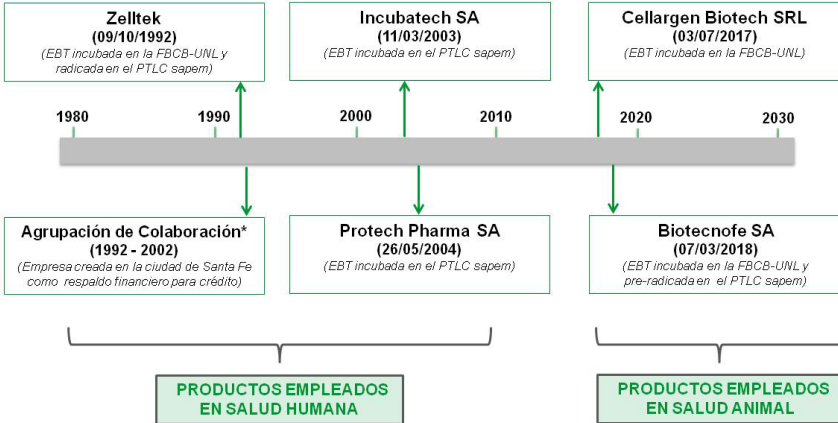 Zelltek
(09/10/1992)
(EBT incubada en la FBCB-UNL y
radicada en el PTLC sapem)
Incubatech SA
(11/03/2003)
(EBT incubada en el PTLC sapem)
Cellargen Biotech SRL
(03/07/2017)
(EBT incubada en la FBCB-UNL)
1980
1990
2000
2010
2020
2030
Agrupación de Colaboración*
(1992 - 2002)
(Empresa creada en la ciudad de Santa Fe
como respaldo financiero para crédito)
Protech Pharma SA
(26/05/2004)
(EBT incubada en el PTLC sapem)
Biotecnofe SA
(07/03/2018)
(EBT incubada en la FBCB-UNL y
pre-radicada en el PTLC sapem)
PRODUCTOS EMPLEADOS
EN SALUD HUMANA
PRODUCTOS EMPLEADOS
EN SALUD ANIMAL